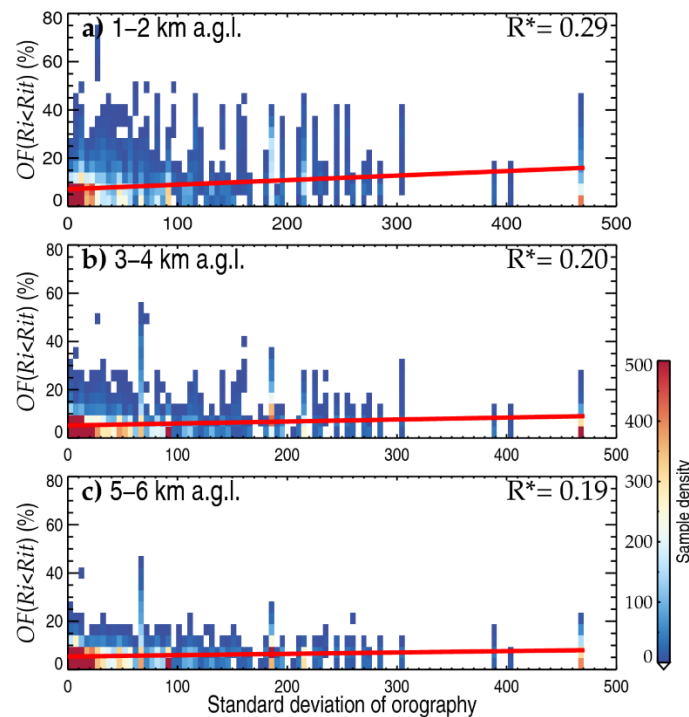 a) 1–2 km a.g.l. R*= 0.29
80
60
40
20
0
OF(Ri<Rit) (%)
0 100 200 300 400 500
b) 3–4 km a.g.l. R*= 0.20
80
60
40
20
0
OF(Ri<Rit) (%)
0 100 200 300 400 500
c) 5–6 km a.g.l. R*= 0.19
80
60
40
20
0
OF(Ri<Rit) (%)
0 100 200 300 400 500
Standard deviation of orography
500
400
300
200
100
0
Sample density